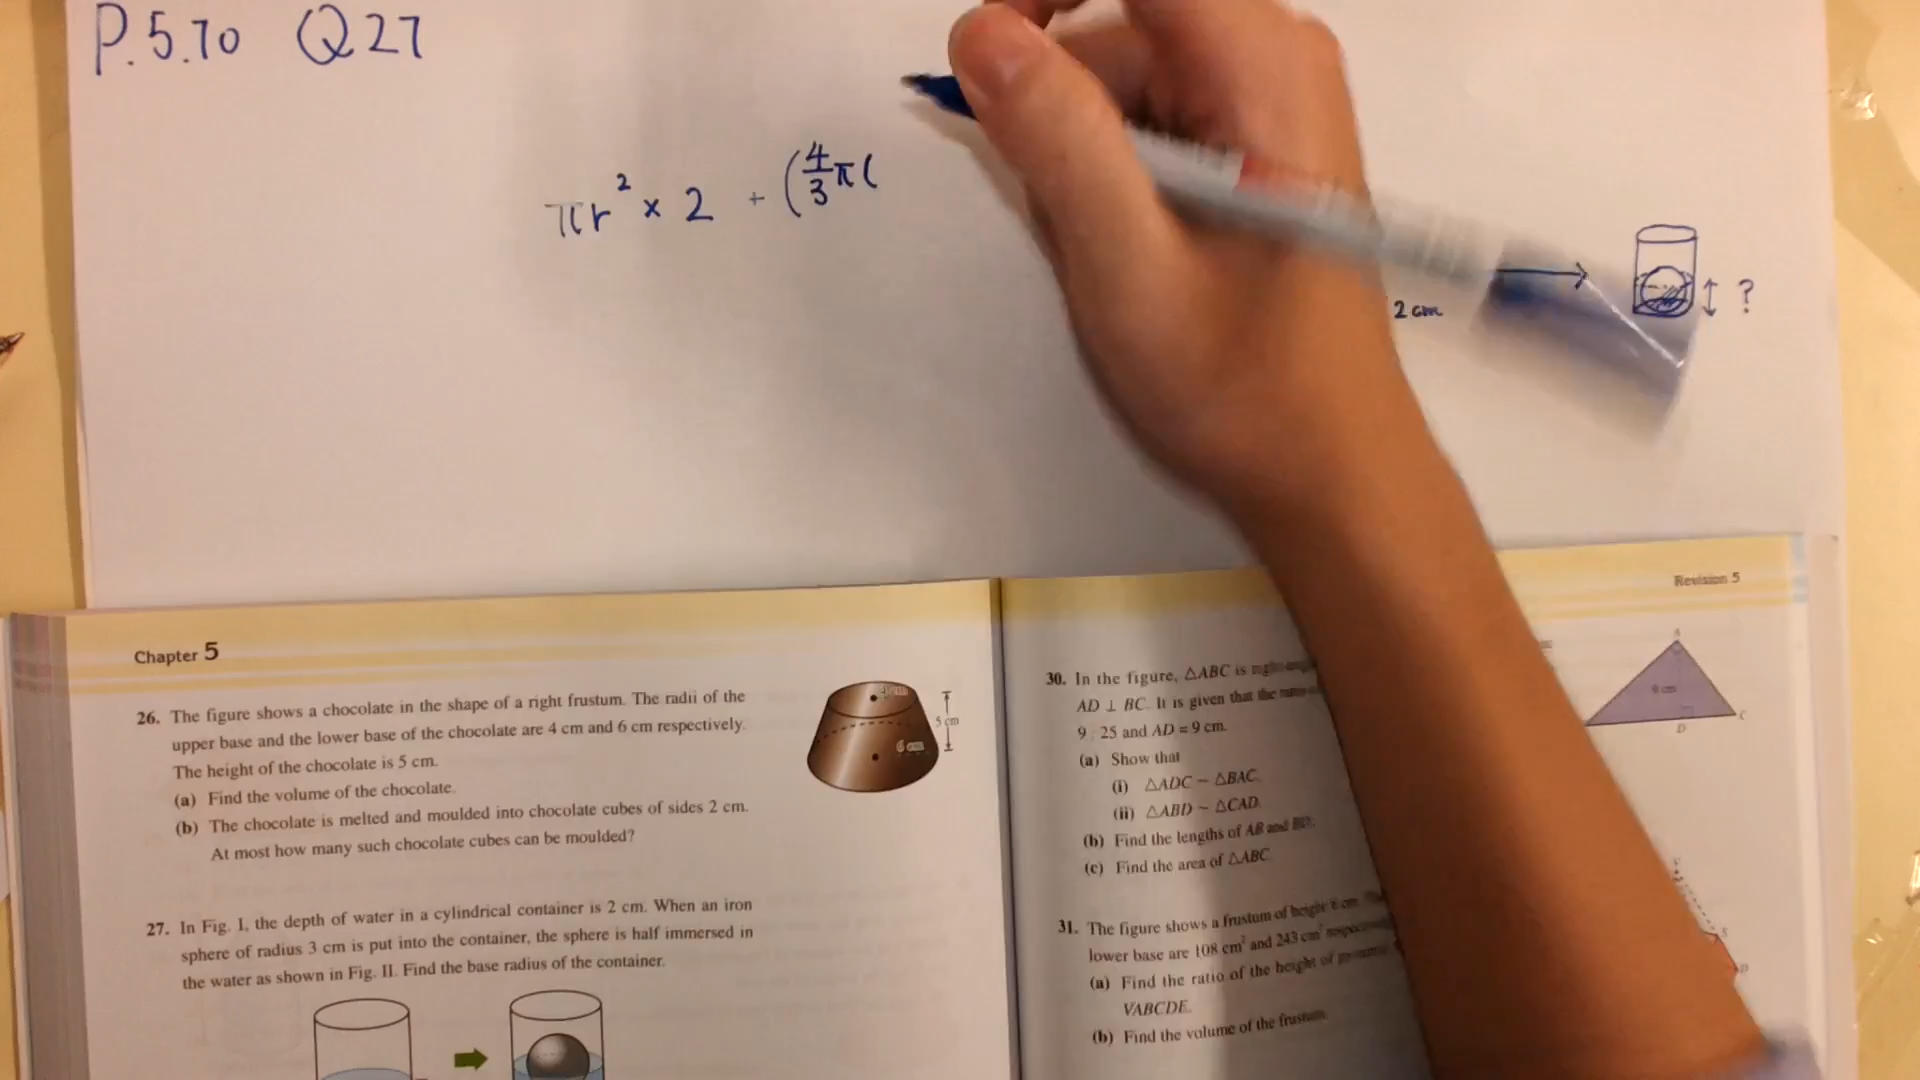 P.5.70 Q27
πr² × 2 + (4/3 π(
2 cm
?
Chapter 5
26. The figure shows a chocolate in the shape of a right frustum. The radii of the
upper base and the lower base of the chocolate are 4 cm and 6 cm respectively.
The height of the chocolate is 5 cm.
(a) Find the volume of the chocolate.
(b) The chocolate is melted and moulded into chocolate cubes of sides 2 cm.
At most how many such chocolate cubes can be moulded?
5 cm
6 cm
27. In Fig. I, the depth of water in a cylindrical container is 2 cm. When an iron
sphere of radius 3 cm is put into the container, the sphere is half immersed in
the water as shown in Fig. II. Find the base radius of the container.
Revision 5
30. In the figure, △ABC is
AD ⊥ BC. It is given that the
9 : 25 and AD = 9 cm.
(a) Show that
(i) △ADC ~ △BAC.
(ii) △ABD ~ △CAD.
(b) Find the lengths of AB and BD.
(c) Find the area of △ABC.
A
9 cm
D
C
31. The figure shows a frustum of height 6 cm.
lower base are 108 cm² and 243 cm²
(a) Find the ratio of the height of
VABCDE.
(b) Find the volume of the frustum.